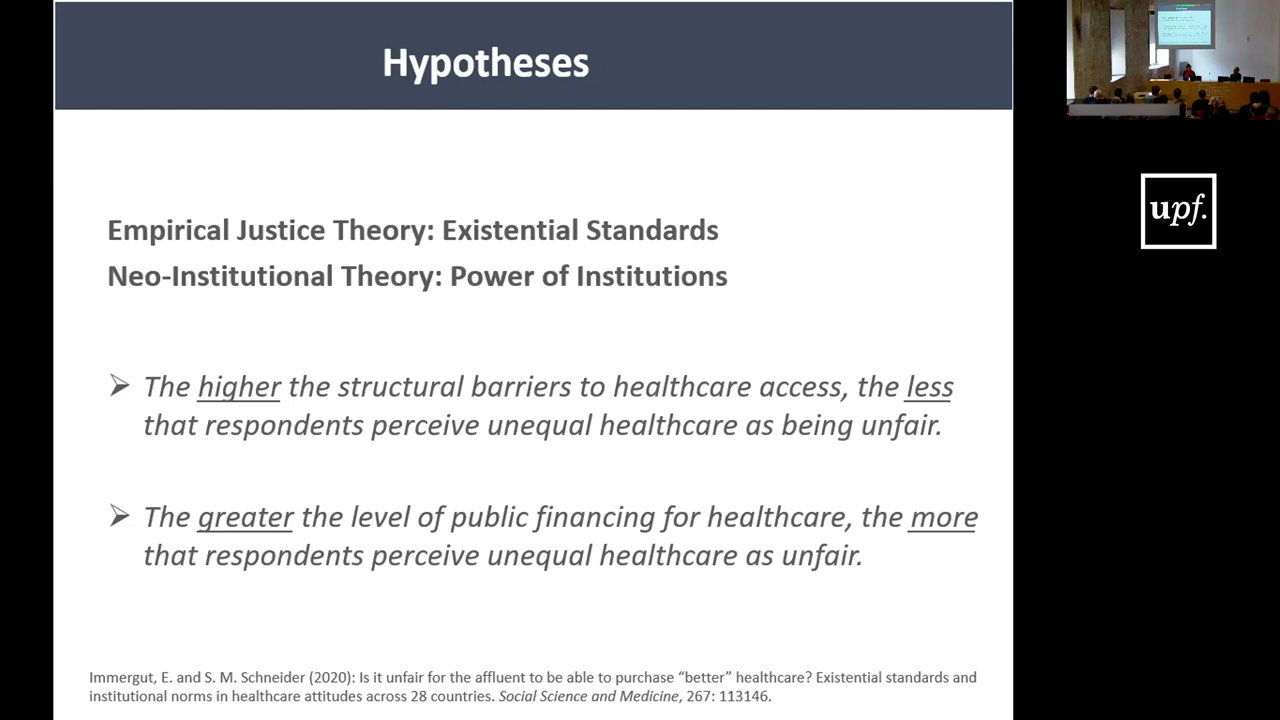 Hypotheses
Empirical Justice Theory: Existential Standards
Neo-Institutional Theory: Power of Institutions
➢ The higher the structural barriers to healthcare access, the less
that respondents perceive unequal healthcare as being unfair.
➢ The greater the level of public financing for healthcare, the more
that respondents perceive unequal healthcare as unfair.
Immergut, E. and S. M. Schneider (2020): Is it unfair for the affluent to be able to purchase “better” healthcare? Existential standards and
institutional norms in healthcare attitudes across 28 countries. Social Science and Medicine, 267: 113146.
upf.